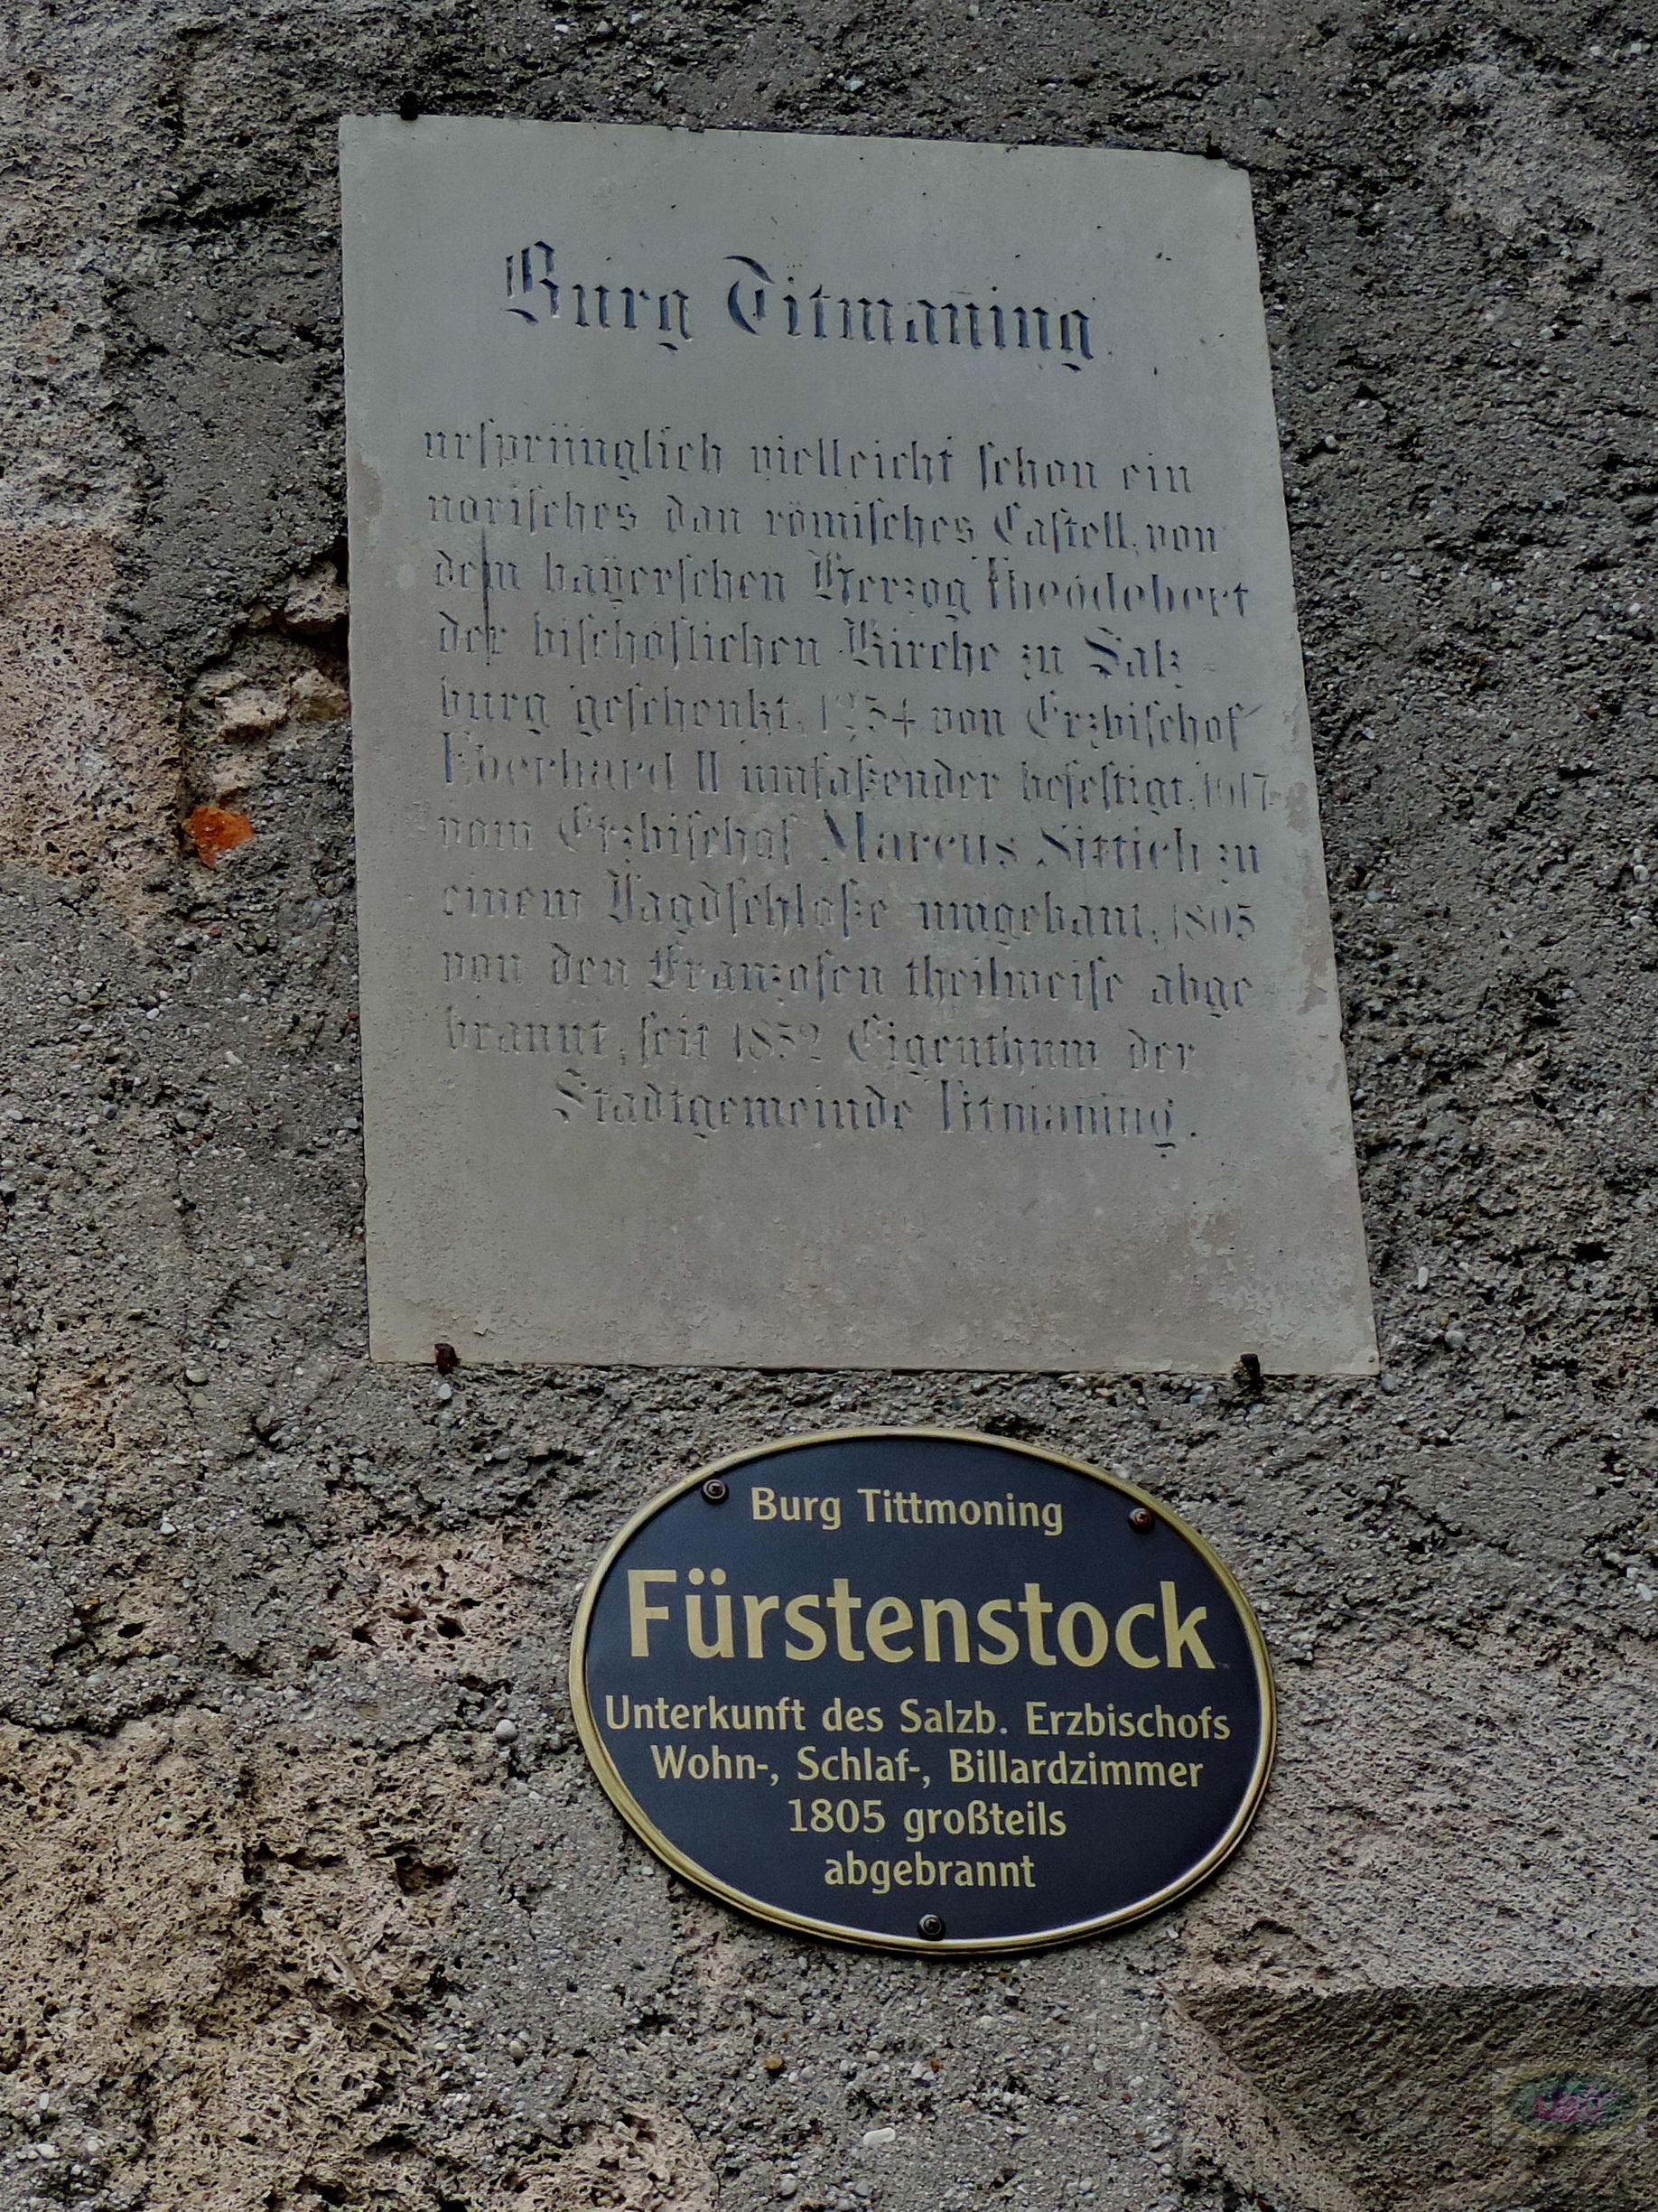 Burg Titmañing
ursprünglich vielleicht schon ein
norisches dan römisches Castell, von
dem bayerschen Herzog Theodebert
der bischöflichen Kirche zu Salz-
burg geschenkt, 1234 von Erzbischof
Eberhard II umfaßender befestigt, 1617
vom Erzbischof Marcus Sittich zu
einem Jagdschloße umgebaut, 1805
von den Franzosen theilweise abge
brannt, seit 1852 Eigenthum der
Stadtgemeinde Titmañing.
Burg Tittmoning
Fürstenstock
Unterkunft des Salzb. Erzbischofs
Wohn-, Schlaf-, Billardzimmer
1805 großteils
abgebrannt